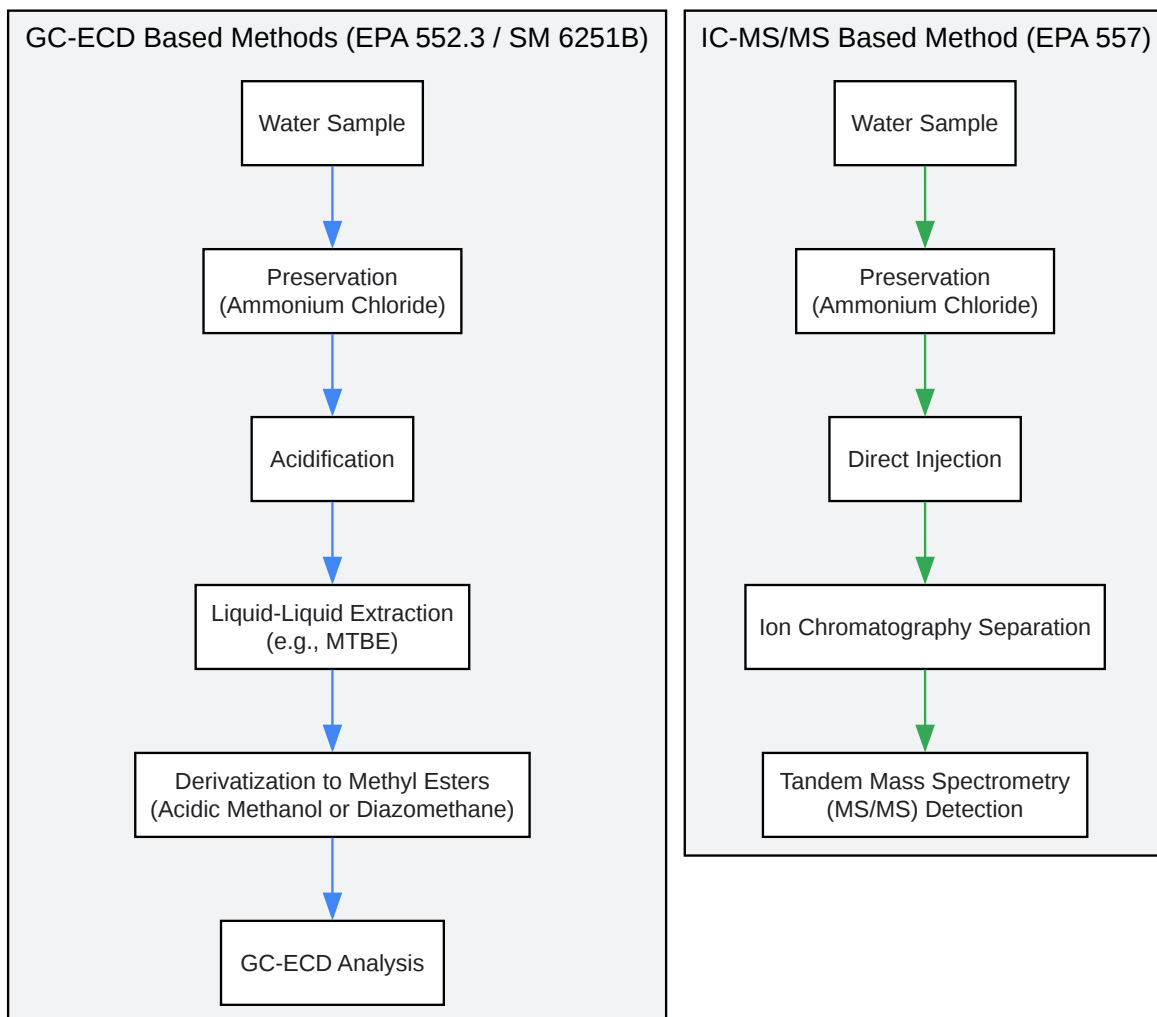 GC-ECD Based Methods (EPA 552.3 / SM 6251B)
Water Sample
Preservation
(Ammonium Chloride)
Acidification
Liquid-Liquid Extraction
(e.g., MTBE)
Derivatization to Methyl Esters
(Acidic Methanol or Diazomethane)
GC-ECD Analysis
IC-MS/MS Based Method (EPA 557)
Water Sample
Preservation
(Ammonium Chloride)
Direct Injection
Ion Chromatography Separation
Tandem Mass Spectrometry
(MS/MS) Detection